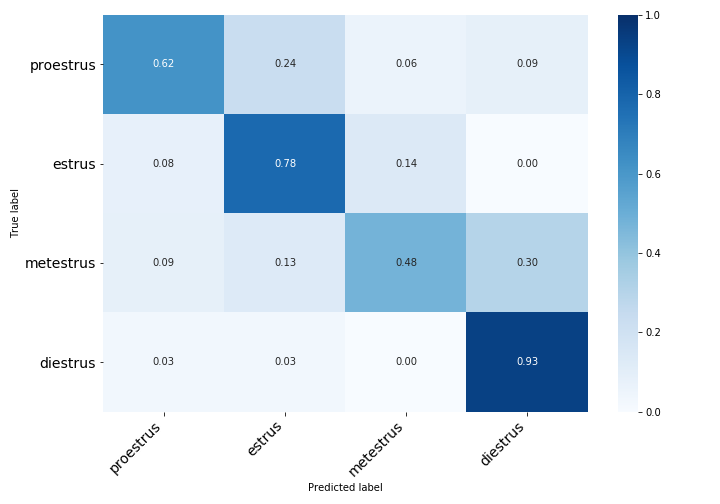 proestrus 0.62 0.24 0.06 0.09
estrus 0.08 0.78 0.14 0.00
metestrus 0.09 0.13 0.48 0.30
diestrus 0.03 0.03 0.00 0.93
True label
proestrus estrus metestrus diestrus
Predicted label
1.0
0.8
0.6
0.4
0.2
0.0